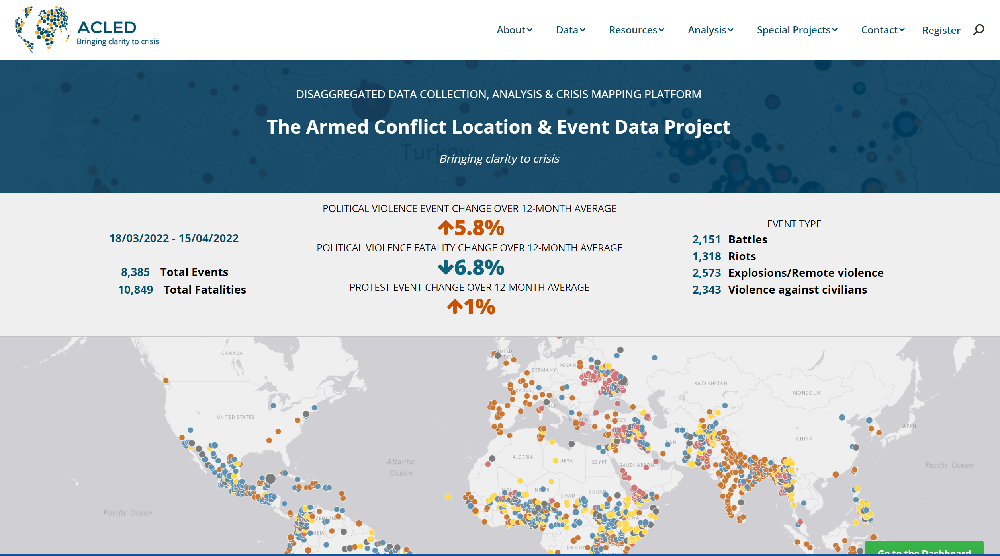 ACLED
Bringing clarity to crisis
About
Data
Resources
Analysis
Special Projects
Contact
Register
DISAGGREGATED DATA COLLECTION, ANALYSIS & CRISIS MAPPING PLATFORM
The Armed Conflict Location & Event Data Project
Turkey
Bringing clarity to crisis
18/03/2022 - 15/04/2022
8,385 Total Events
10,849 Total Fatalities
POLITICAL VIOLENCE EVENT CHANGE OVER 12-MONTH AVERAGE
5.8%
POLITICAL VIOLENCE FATALITY CHANGE OVER 12-MONTH AVERAGE
6.8%
PROTEST EVENT CHANGE OVER 12-MONTH AVERAGE
1%
EVENT TYPE
2,151 Battles
1,318 Riots
2,573 Explosions/Remote violence
2,343 Violence against civilians
CANADA
UNITED
POLAN
GERMANY
KAZAKHSTAN
FRANCE
MONGOLIA
ITALY
UNITED STATES
GREECE
JAPAN
CHINA
IRAN
ALGERIA
LIBYA
EGYPT
SAUDI ARABIA
Atlantic
Ocean
Pacific Ocean
MALI
NIGER
CHAD
SUDAN
Pacific Ocean
VENEZUELA
DR CON
Go to the Dashboard